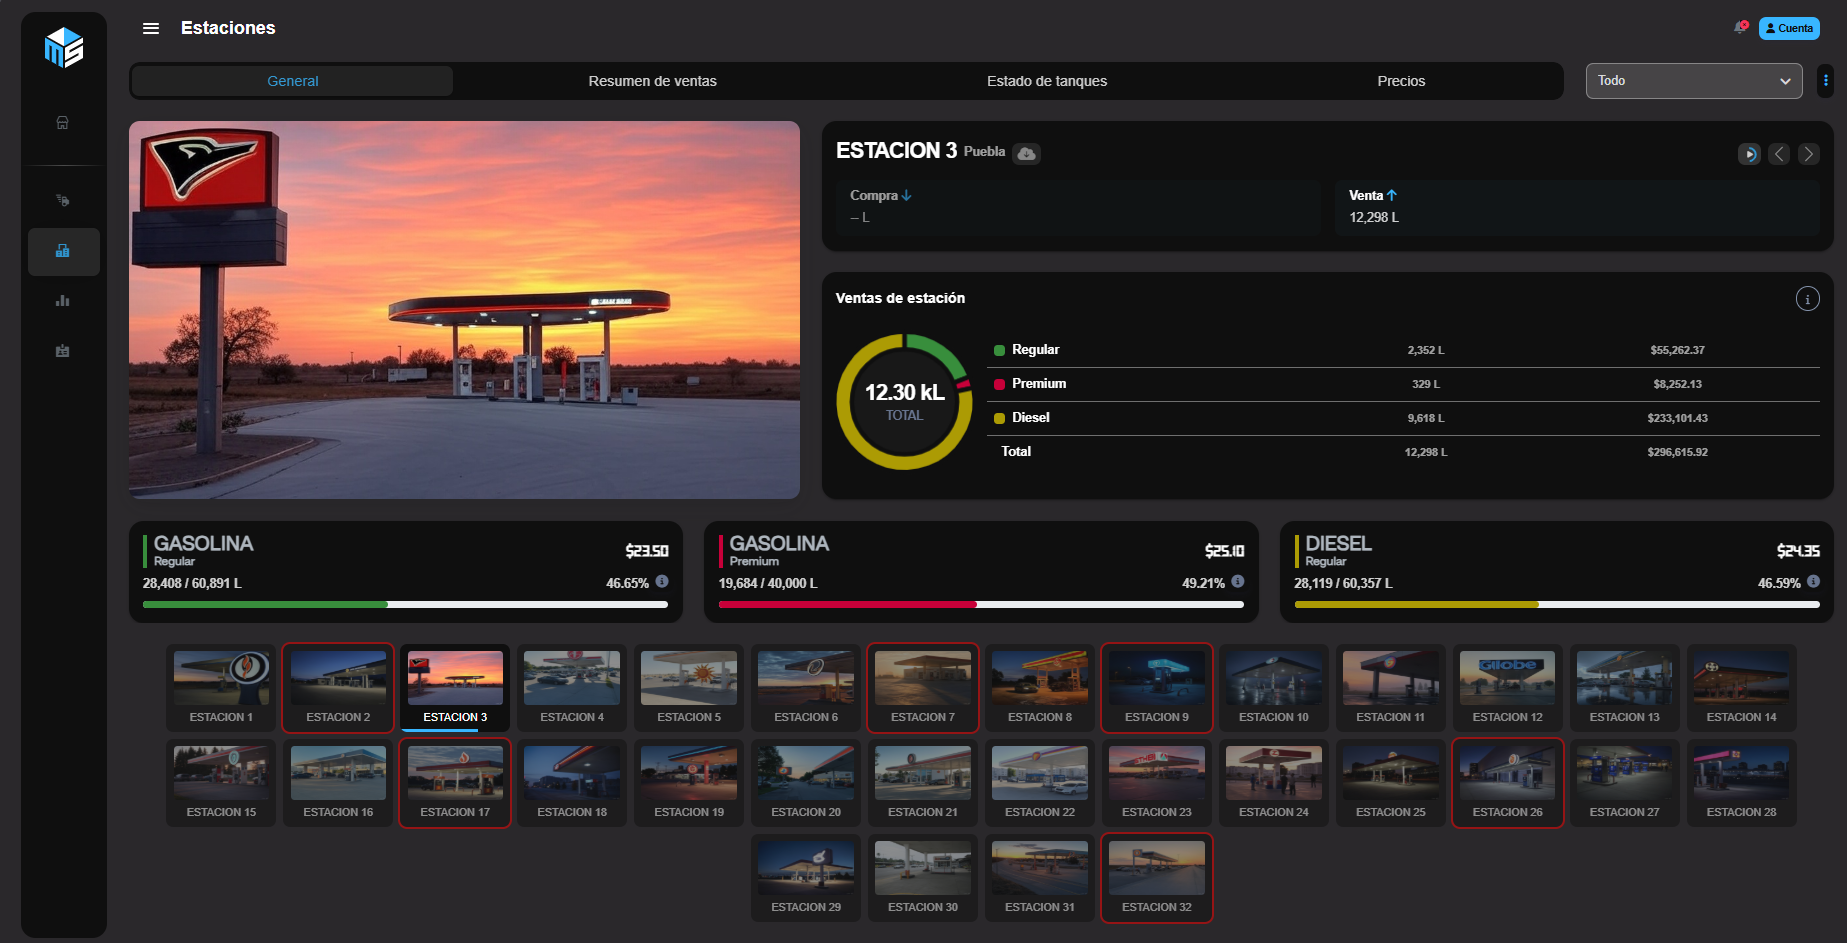 Estaciones
Cuenta
General
Resumen de ventas
Estado de tanques
Precios
Todo
ESTACION 3 Puebla
Compra
-- L
Venta
12,298 L
Ventas de estación
12.30 kL
TOTAL
Regular 2,352 L $55,262.37
Premium 329 L $8,252.13
Diesel 9,618 L $233,101.43
Total 12,298 L $296,615.92
GASOLINA
Regular
$23.50
28,408 / 60,891 L 46.65%
GASOLINA
Premium
$25.10
19,684 / 40,000 L 49.21%
DIESEL
Regular
$24.35
28,119 / 60,357 L 46.59%
ESTACION 1
ESTACION 2
ESTACION 3
ESTACION 4
ESTACION 5
ESTACION 6
ESTACION 7
ESTACION 8
ESTACION 9
ESTACION 10
ESTACION 11
ESTACION 12
ESTACION 13
ESTACION 14
ESTACION 15
ESTACION 16
ESTACION 17
ESTACION 18
ESTACION 19
ESTACION 20
ESTACION 21
ESTACION 22
ESTACION 23
ESTACION 24
ESTACION 25
ESTACION 26
ESTACION 27
ESTACION 28
ESTACION 29
ESTACION 30
ESTACION 31
ESTACION 32